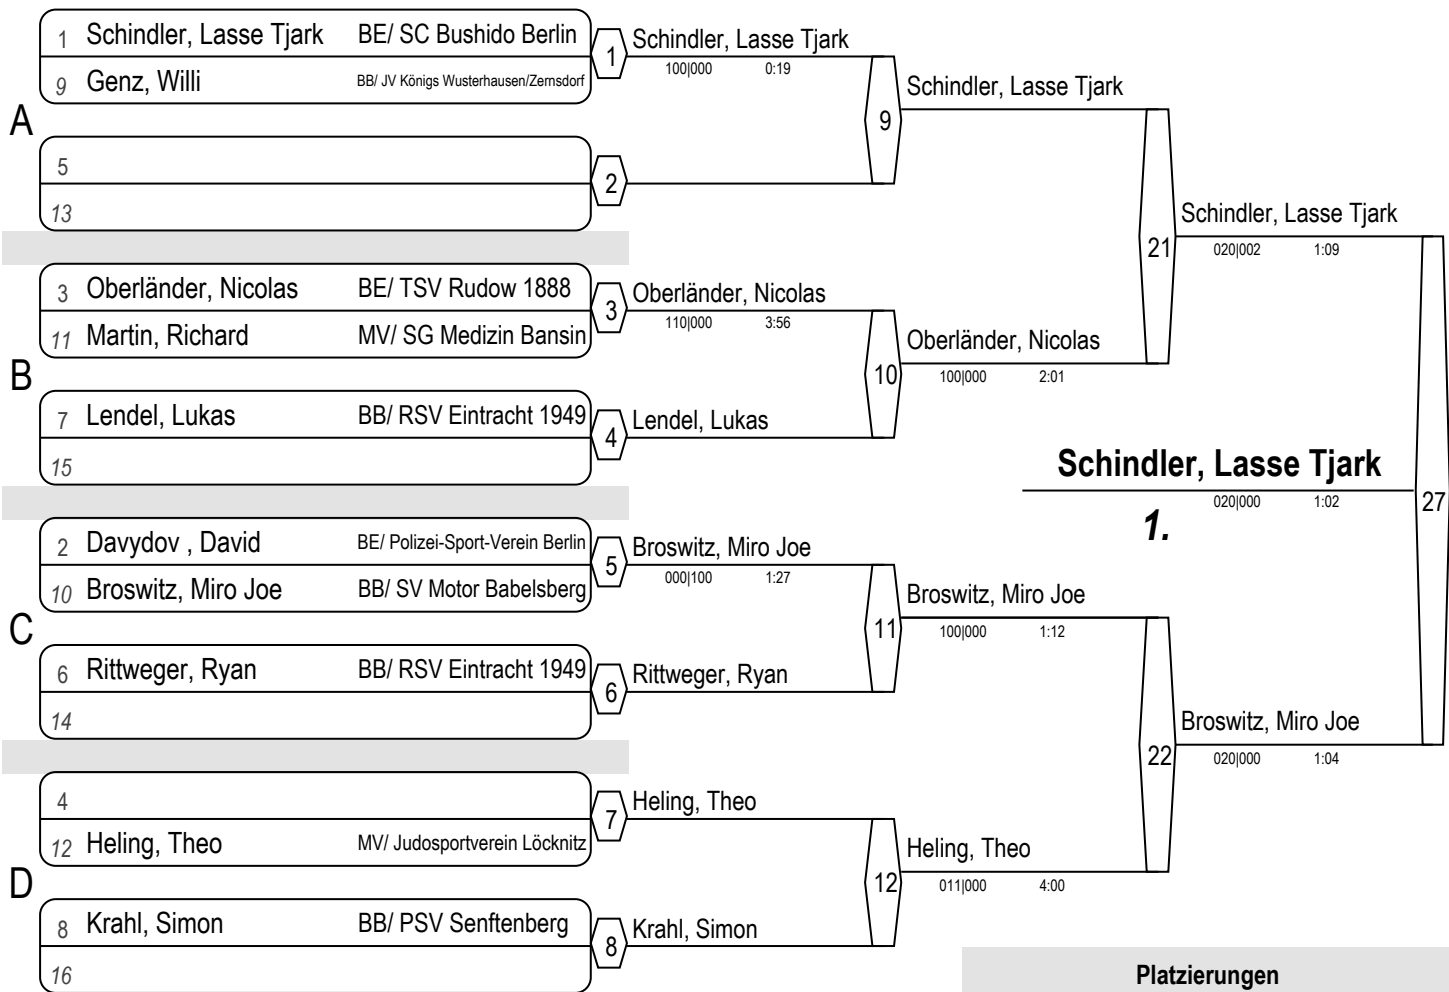 1 Schindler, Lasse Tjark BE/ SC Bushido Berlin
9 Genz, Willi BB/ JV Königs Wusterhausen/Zernsdorf
1 Schindler, Lasse Tjark
100|000 0:19
A
5
13
2
9 Schindler, Lasse Tjark
3 Oberländer, Nicolas BE/ TSV Rudow 1888
11 Martin, Richard MV/ SG Medizin Bansin
3 Oberländer, Nicolas
110|000 3:56
B
7 Lendel, Lukas BB/ RSV Eintracht 1949
15
4 Lendel, Lukas
10 Oberländer, Nicolas
100|000 2:01
21 Schindler, Lasse Tjark
020|002 1:09
2 Davydov , David BE/ Polizei-Sport-Verein Berlin
10 Broswitz, Miro Joe BB/ SV Motor Babelsberg
5 Broswitz, Miro Joe
000|100 1:27
C
6 Rittweger, Ryan BB/ RSV Eintracht 1949
14
6 Rittweger, Ryan
11 Broswitz, Miro Joe
100|000 1:12
4
12 Heling, Theo MV/ Judosportverein Löcknitz
7 Heling, Theo
D
8 Krahl, Simon BB/ PSV Senftenberg
16
8 Krahl, Simon
12 Heling, Theo
011|000 4:00
22 Broswitz, Miro Joe
020|000 1:04
27
Schindler, Lasse Tjark
020|000 1:02
1.
Platzierungen